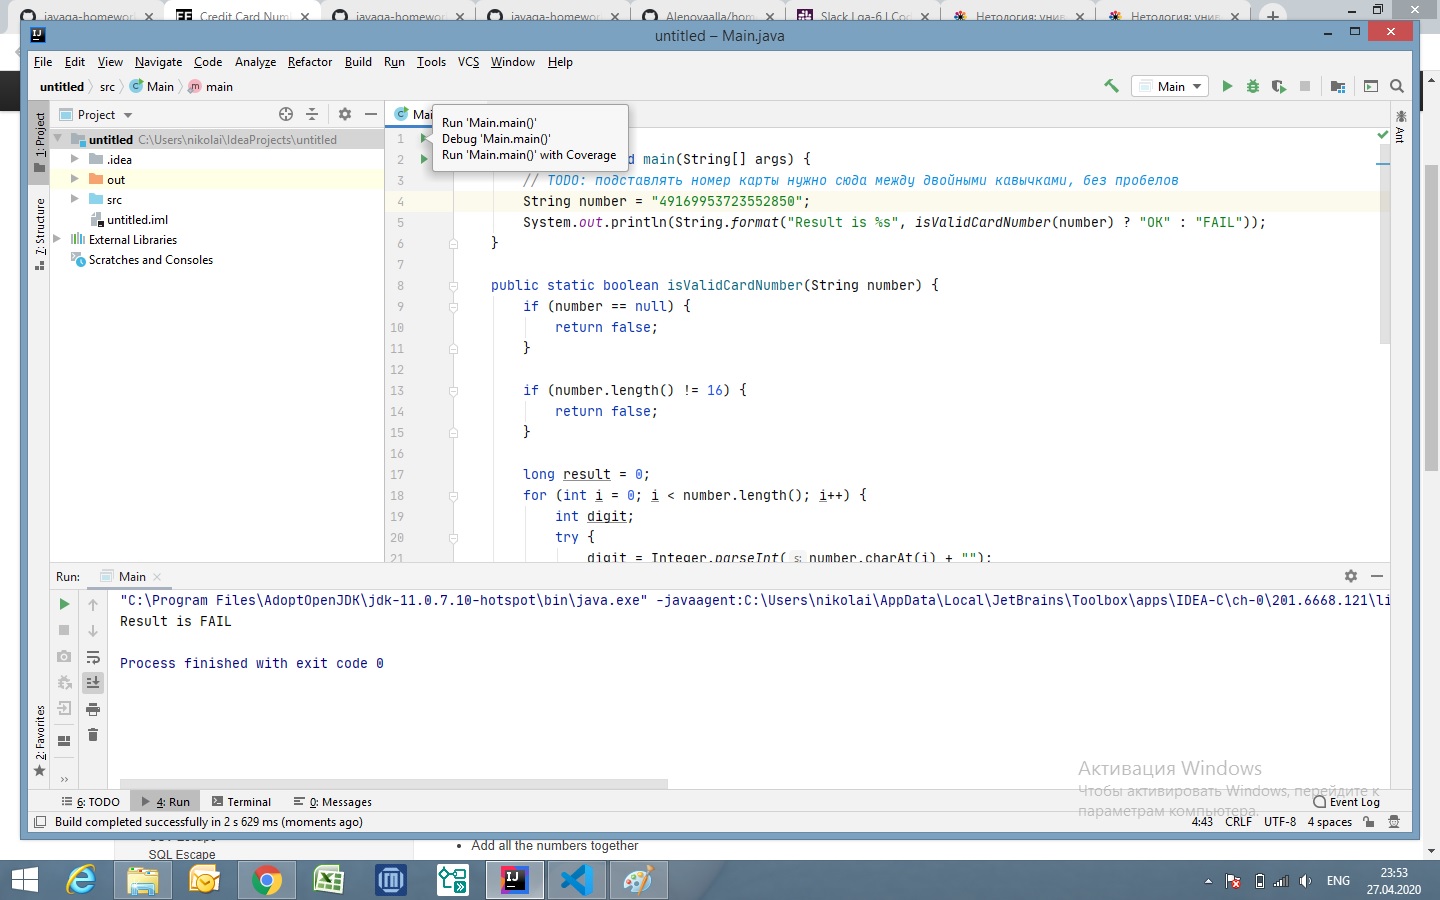 javaqa-homewor
Credit Card Num
javaqa-homewor
javaqa-homewor
Alenovaalla/hom
Slack | qa-6 | Cod
Нетология: унив
Нетология: унив
untitled – Main.java
File Edit View Navigate Code Analyze Refactor Build Run Tools VCS Window Help
untitled src Main main
Main
Project
Mai
Run 'Main.main()'
Debug 'Main.main()'
Run 'Main.main()' with Coverage
1: Project
7: Structure
2: Favorites
Ant
untitled C:\Users\nikolai\IdeaProjects\untitled
.idea
out
src
untitled.iml
External Libraries
Scratches and Consoles
1
2 d main(String[] args) {
3 // TODO: подставлять номер карты нужно сюда между двойными кавычками, без пробелов
4 String number = "49169953723552850";
5 System.out.println(String.format("Result is %s", isValidCardNumber(number) ? "OK" : "FAIL"));
6 }
7
8 public static boolean isValidCardNumber(String number) {
9 if (number == null) {
10 return false;
11 }
12
13 if (number.length() != 16) {
14 return false;
15 }
16
17 long result = 0;
18 for (int i = 0; i < number.length(); i++) {
19 int digit;
20 try {
21 digit = Integer.parseInt( s: number.charAt(i) + "");
Run: Main
"C:\Program Files\AdoptOpenJDK\jdk-11.0.7.10-hotspot\bin\java.exe" -javaagent:C:\Users\nikolai\AppData\Local\JetBrains\Toolbox\apps\IDEA-C\ch-0\201.6668.121\li
Result is FAIL
Process finished with exit code 0
Активация Windows
Чтобы активировать Windows, перейдите к
параметрам компьютера.
6: TODO 4: Run Terminal 0: Messages
Event Log
Build completed successfully in 2 s 629 ms (moments ago)
4:43 CRLF UTF-8 4 spaces
SQL Escape
Add all the numbers together
ENG
23:53
27.04.2020